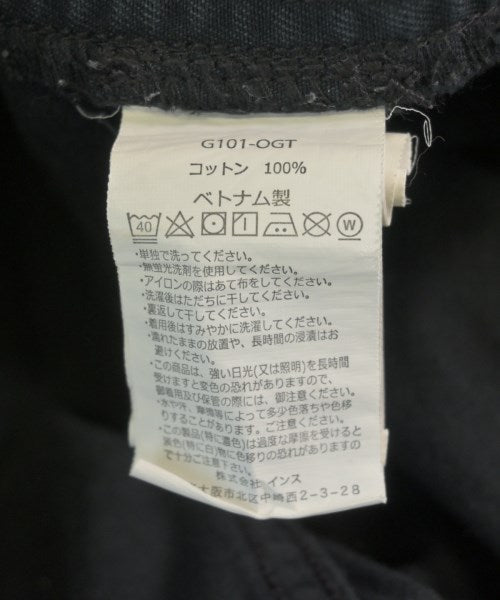 G101-OGT
コットン 100%
ベトナム製
40 W
・単独で洗ってください。
・無蛍光洗剤を使用してください。
・アイロンの際はあて布をしてください。
・洗濯後はただちに干してください。
・裏返して干してください。
・着用後はすみやかに洗濯してください。
・濡れたままの放置や、長時間の浸漬はお
避けください。
・この商品は、強い日光(又は照明)を長時間
受けますと変色の恐れがありますので、
御着用及び保管の際には、御注意ください。
・水や汗、摩擦等によって多少色落ちや色移
りすることがあります。ご注意ください。
・この製品(特に濃色)は過度な摩擦を受けると
淡色(特に白)物に色移りの恐れがありますの
で十分ご注意下さい。
株式会社 インス
大阪市北区中崎西2-3-28